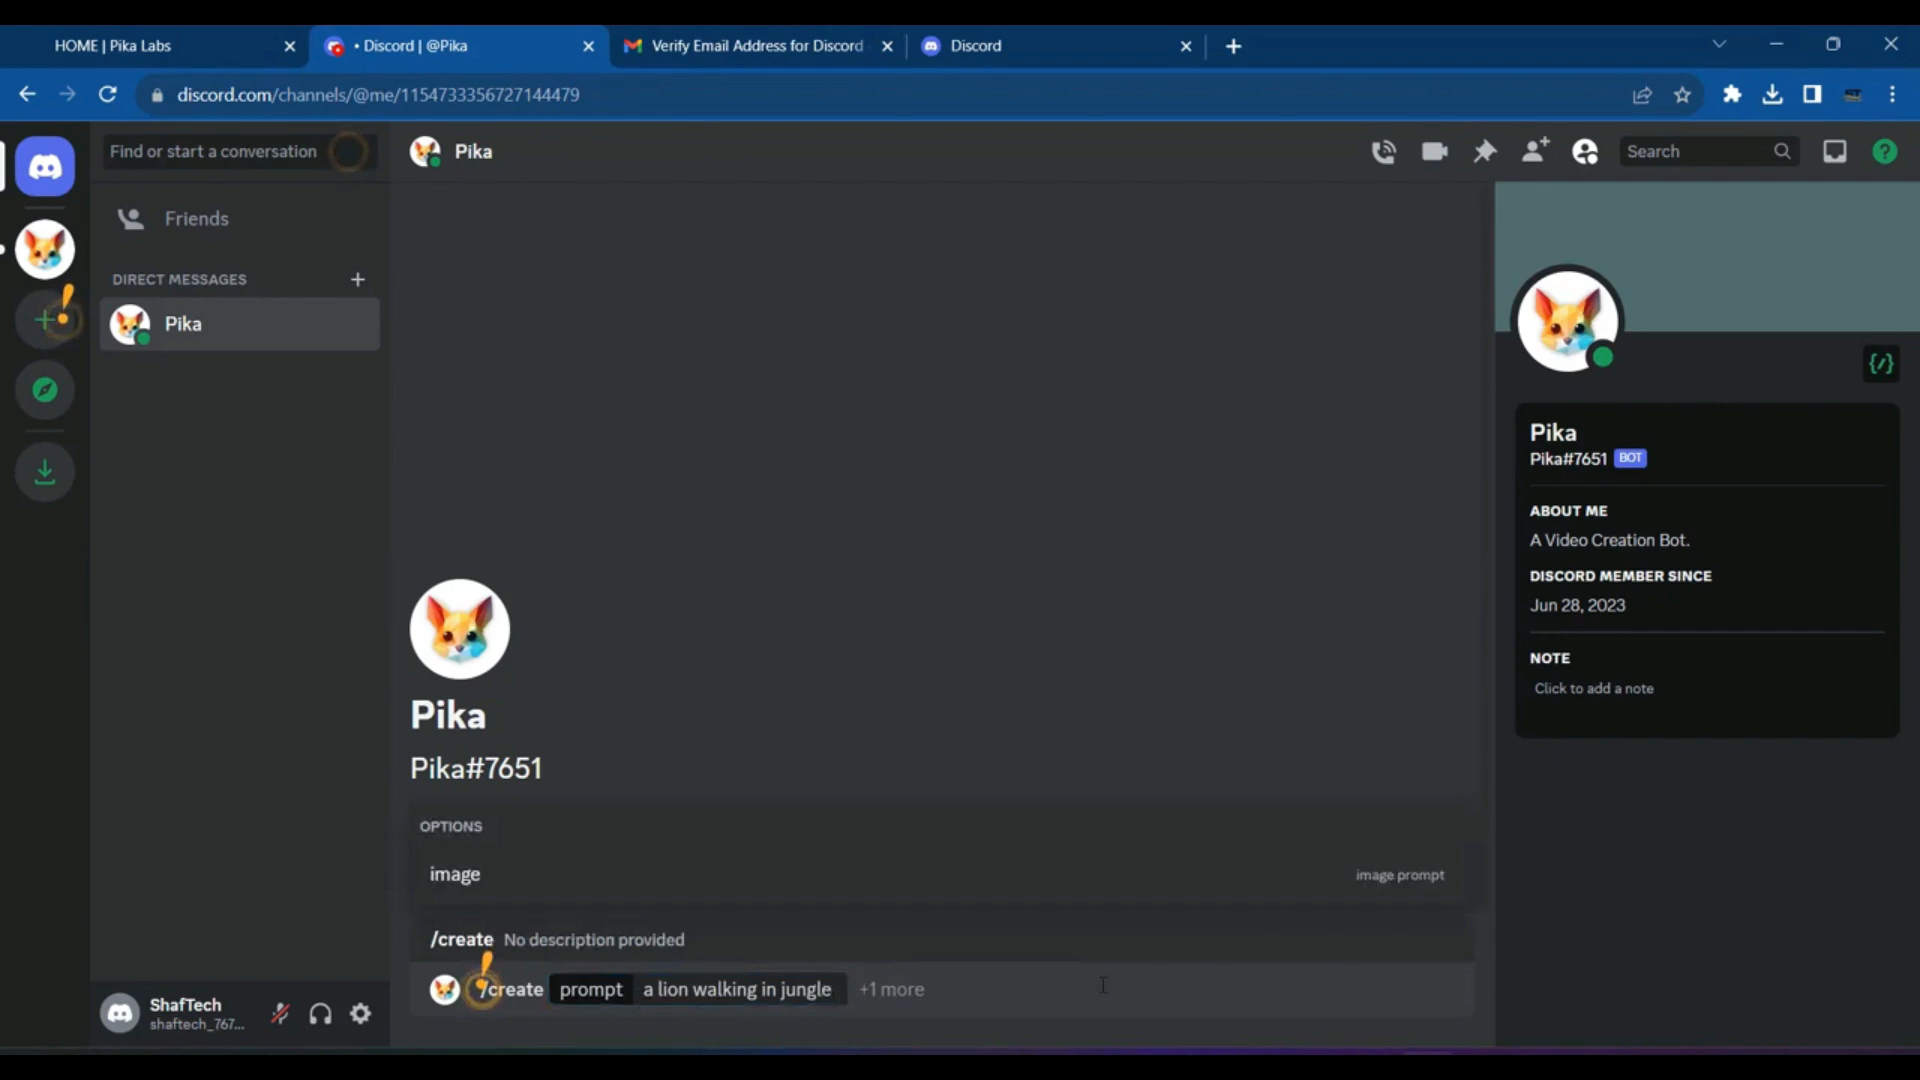 HOME | Pika Labs
• Discord | @Pika
Verify Email Address for Discord
Discord
discord.com/channels/@me/1154733356727144479
Find or start a conversation
Pika
Search
Friends
DIRECT MESSAGES
Pika
Pika
Pika#7651
OPTIONS
image
image prompt
/create No description provided
/create prompt a lion walking in jungle +1 more
ShafTech
shaftech_767...
Pika
Pika#7651 BOT
ABOUT ME
A Video Creation Bot.
DISCORD MEMBER SINCE
Jun 28, 2023
NOTE
Click to add a note